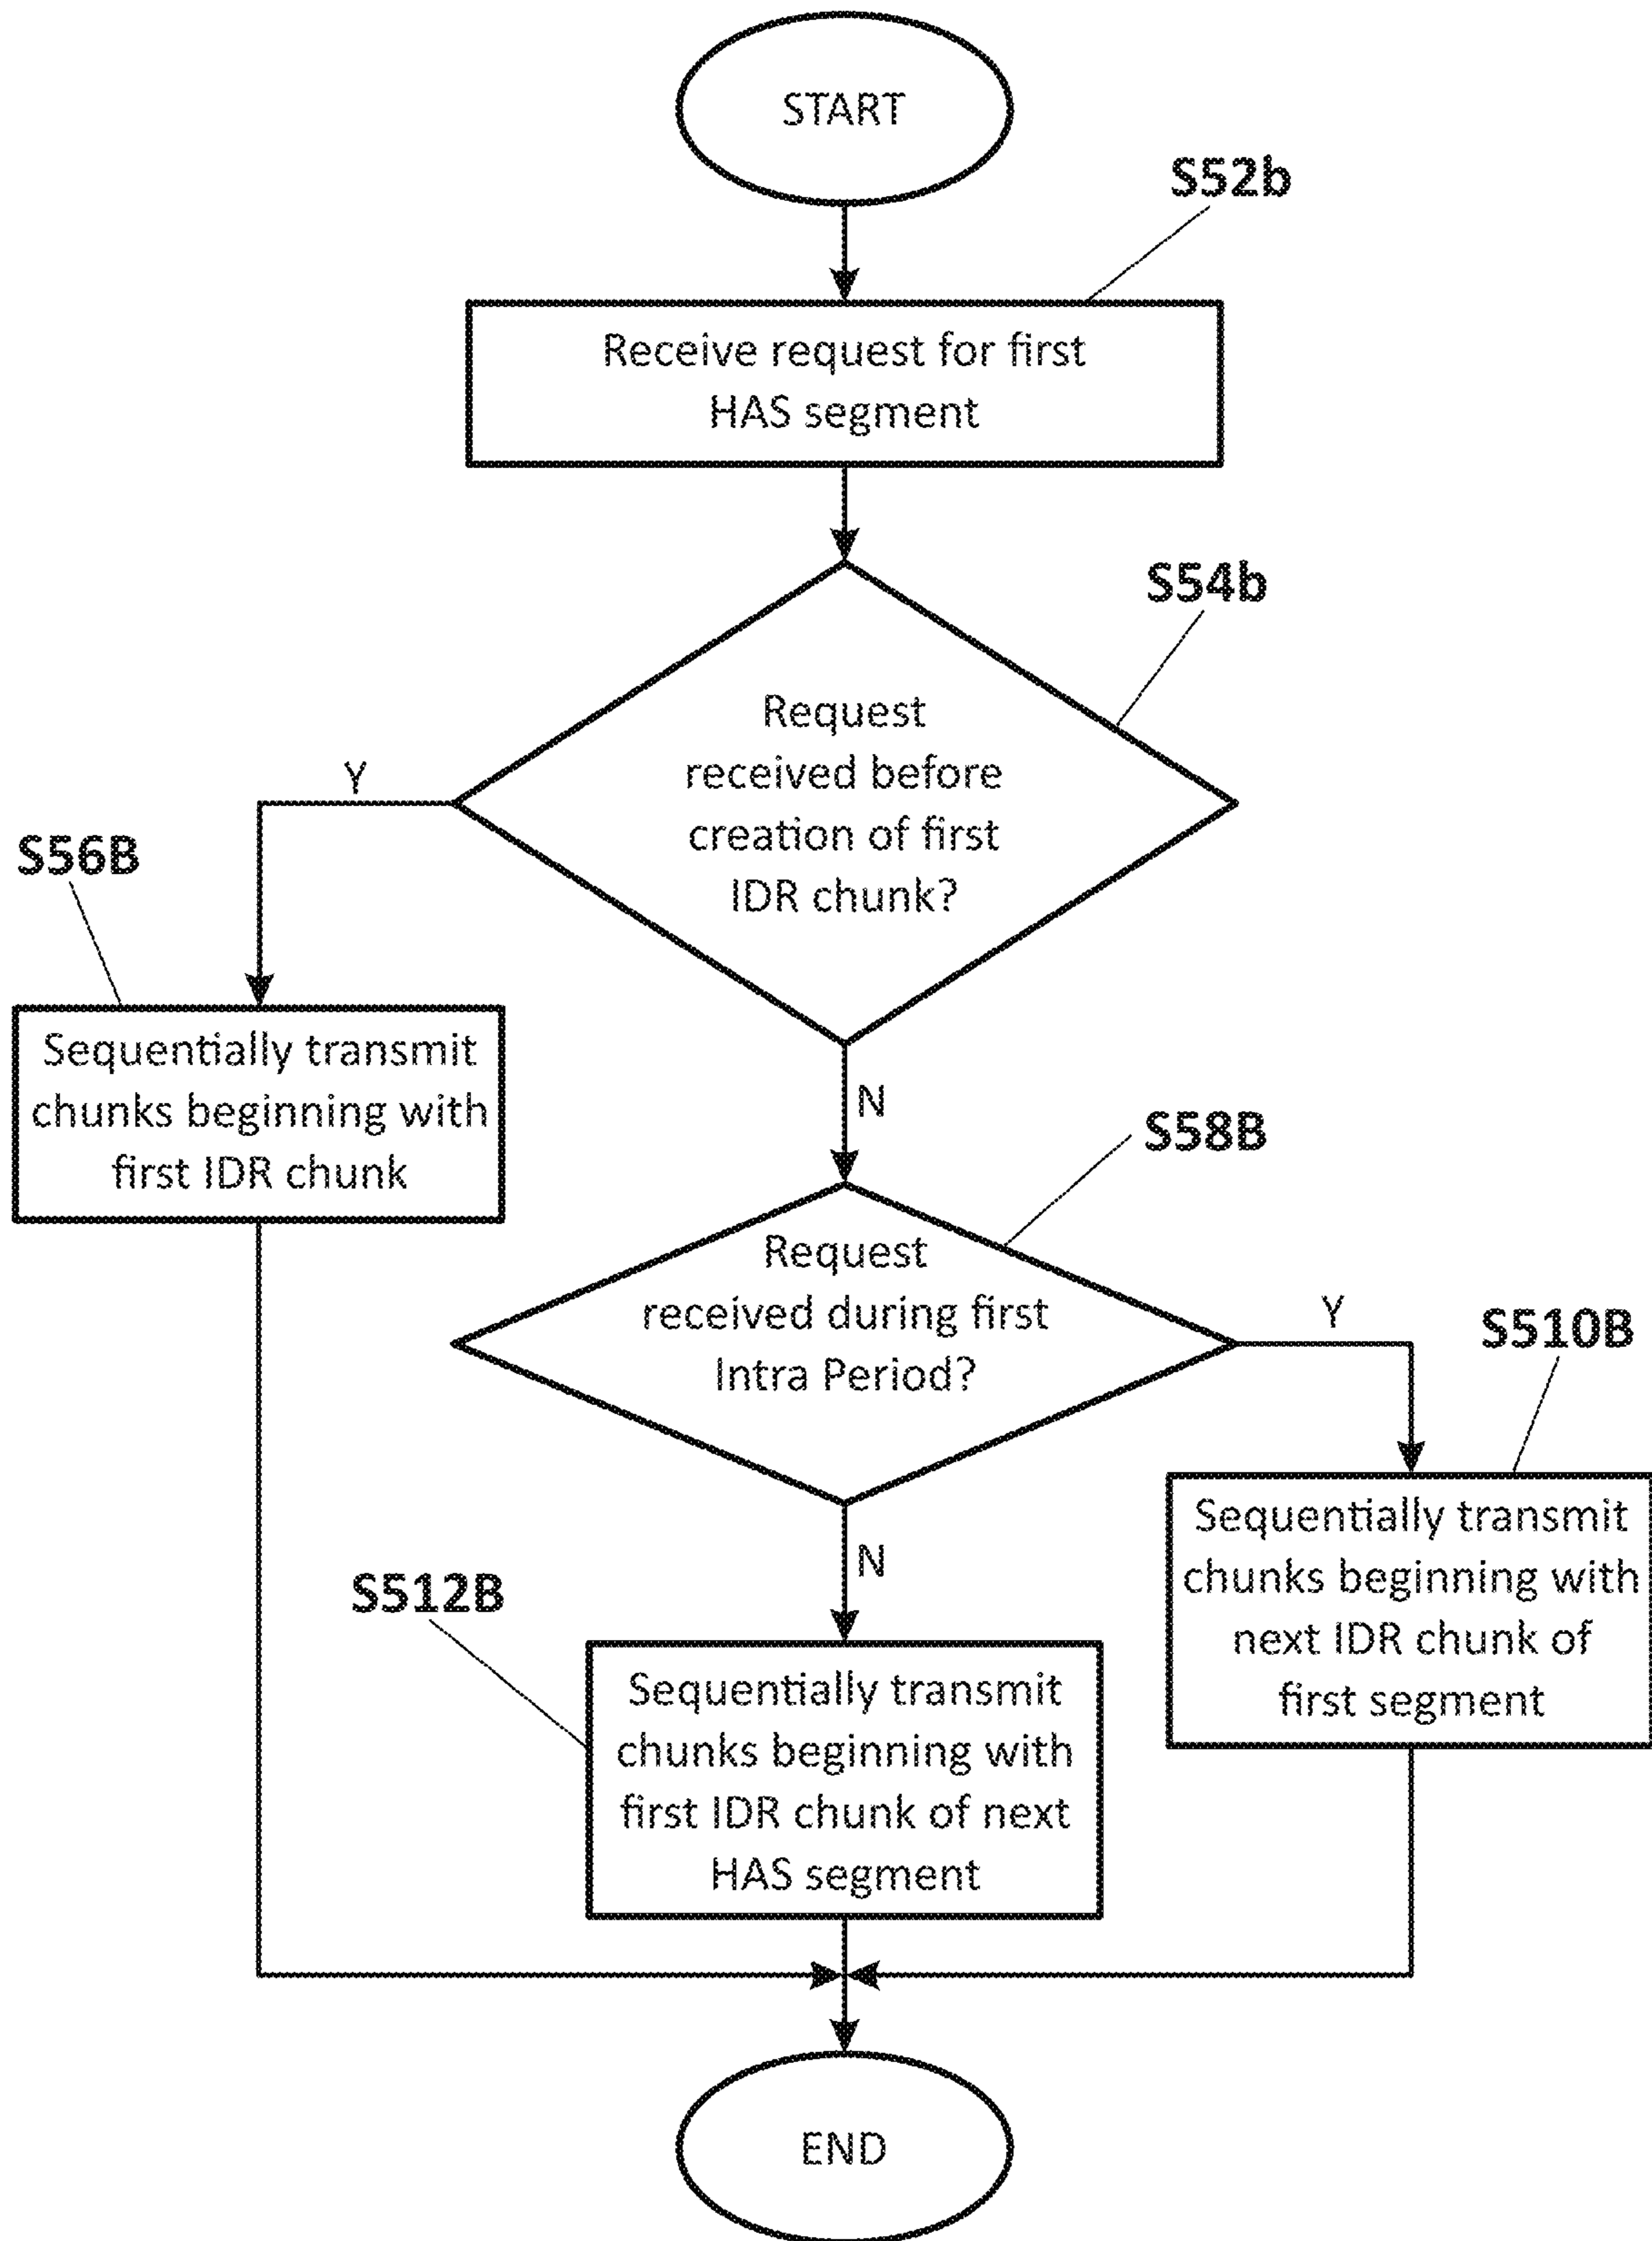 START
S52b
Receive request for first
HAS segment
S54b
Request
received before
creation of first
IDR chunk?
Y
S56B
Sequentially transmit
chunks beginning with
first IDR chunk
N
S58B
Request
received during first
Intra Period?
Y
S510B
Sequentially transmit
chunks beginning with
next IDR chunk of
first segment
N
S512B
Sequentially transmit
chunks beginning with
first IDR chunk of next
HAS segment
END